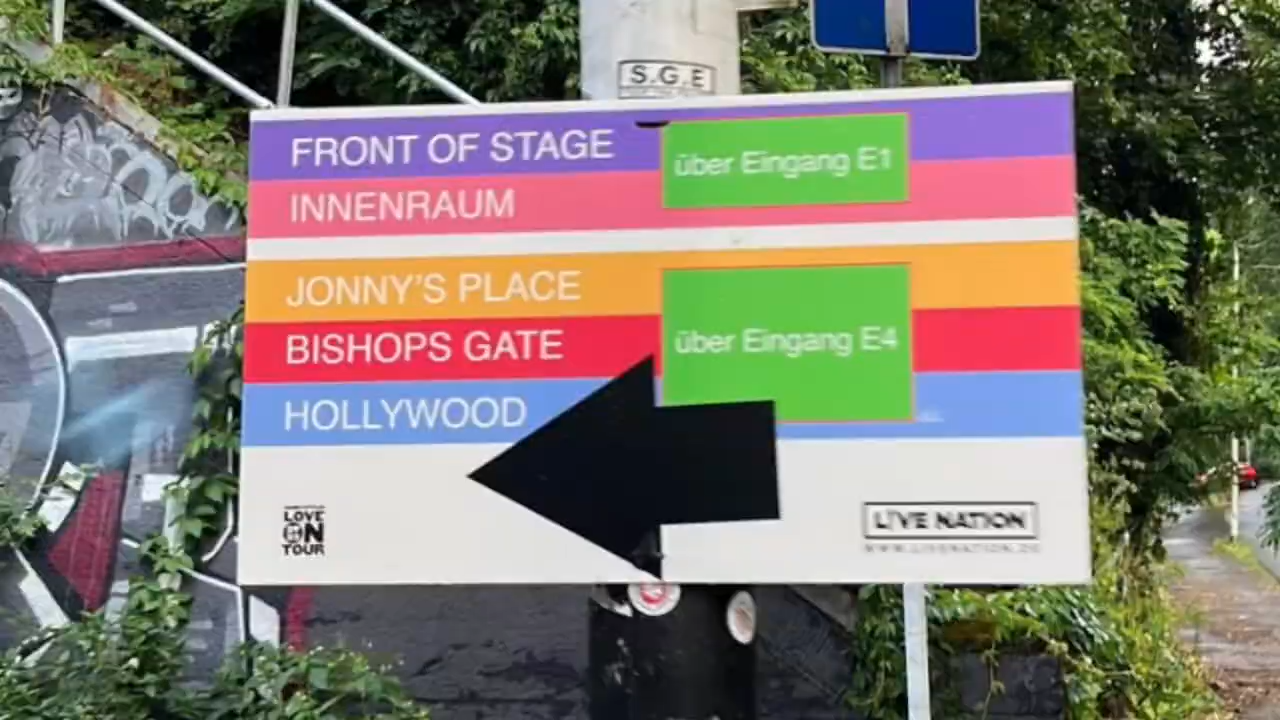 S.G.E
FRONT OF STAGE
über Eingang E1
INNENRAUM
JONNY'S PLACE
BISHOPS GATE
über Eingang E4
HOLLYWOOD
LOVE
ON
TOUR
LIVE NATION
WWW.LIVENATION.DE